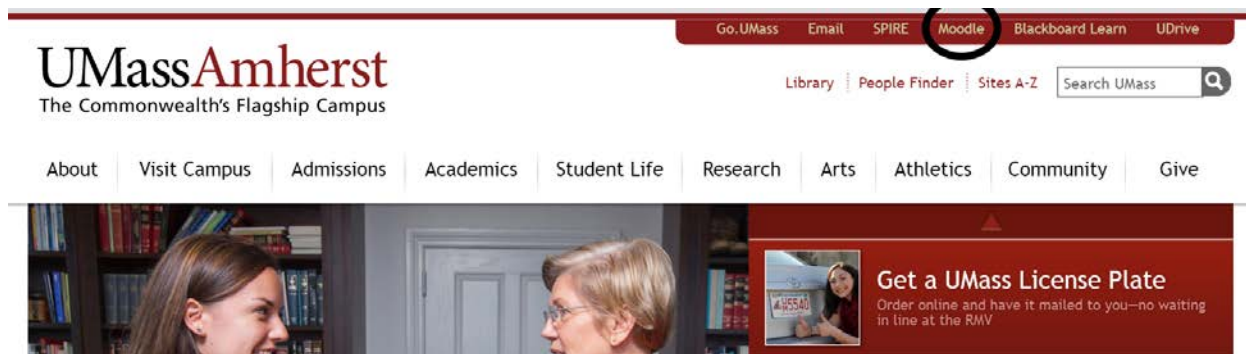 Go.UMass Email SPIRE Moodle Blackboard Learn UDrive
UMassAmherst
The Commonwealth's Flagship Campus
Library People Finder Sites A-Z Search UMass
About Visit Campus Admissions Academics Student Life Research Arts Athletics Community Give
Get a UMass License Plate
Order online and have it mailed to you—no waiting
in line at the RMV